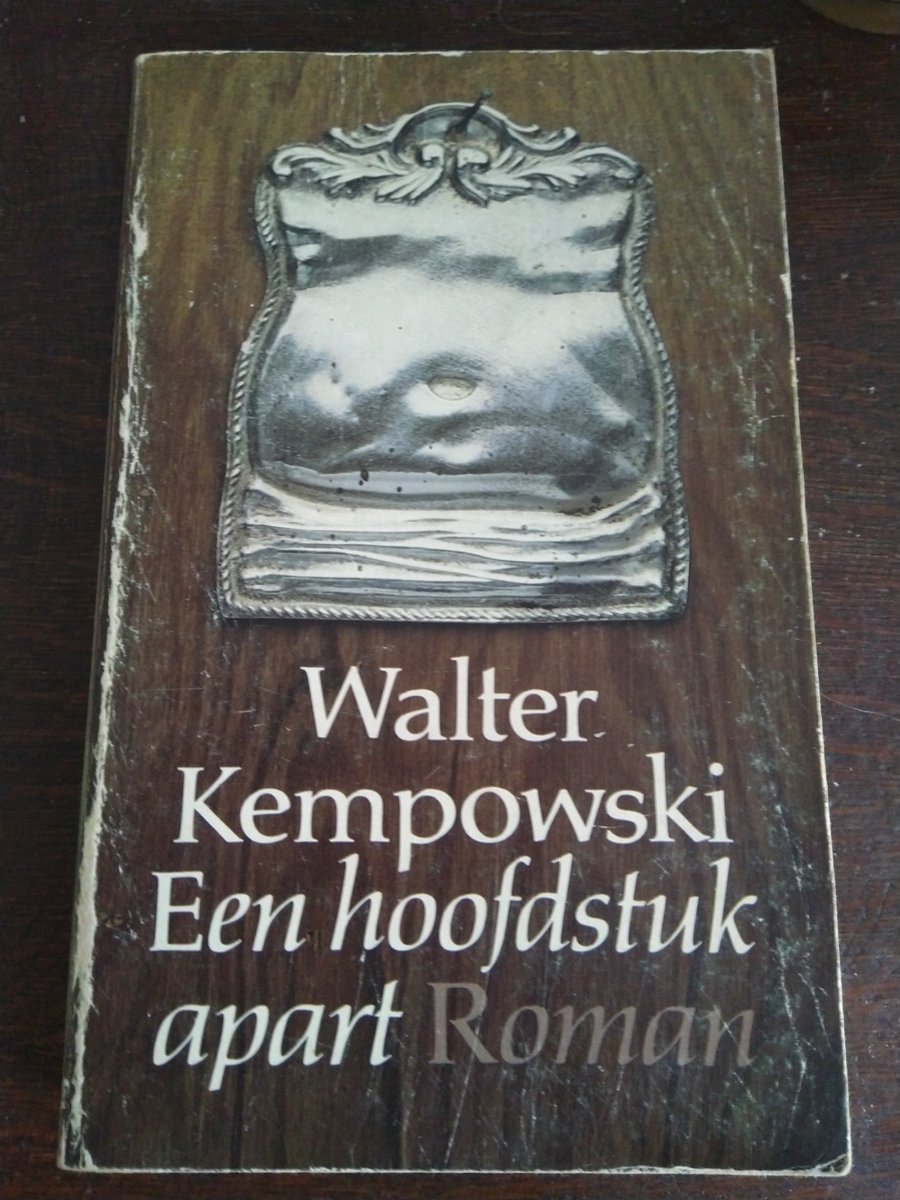 Walter
Kempowski
Een hoofdstuk
apart Roman